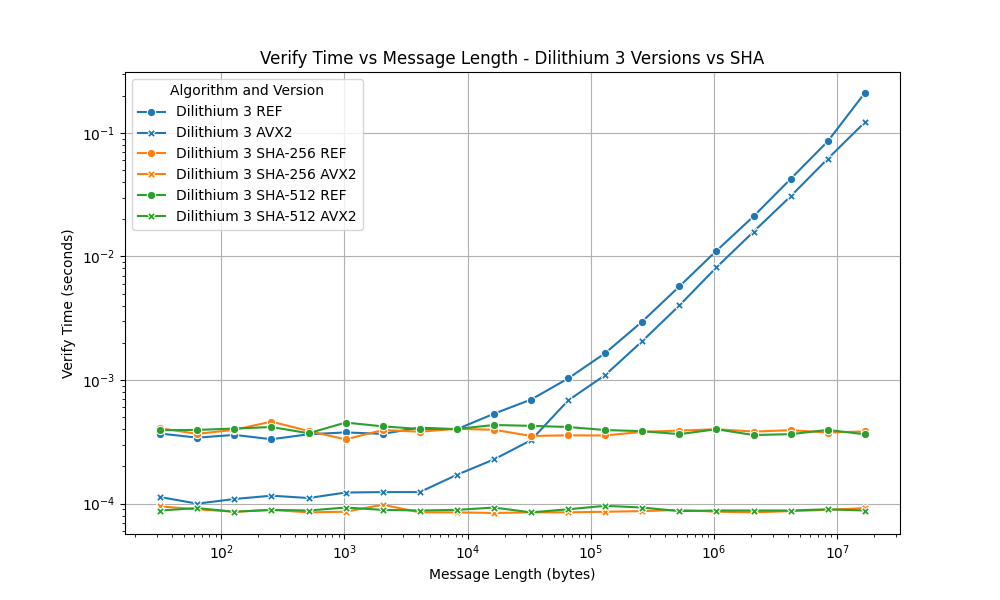 Verify Time vs Message Length - Dilithium 3 Versions vs SHA
Algorithm and Version
Dilithium 3 REF
Dilithium 3 AVX2
Dilithium 3 SHA-256 REF
Dilithium 3 SHA-256 AVX2
Dilithium 3 SHA-512 REF
Dilithium 3 SHA-512 AVX2
Verify Time (seconds)
10⁻¹
10⁻²
10⁻³
10⁻⁴
10² 10³ 10⁴ 10⁵ 10⁶ 10⁷
Message Length (bytes)